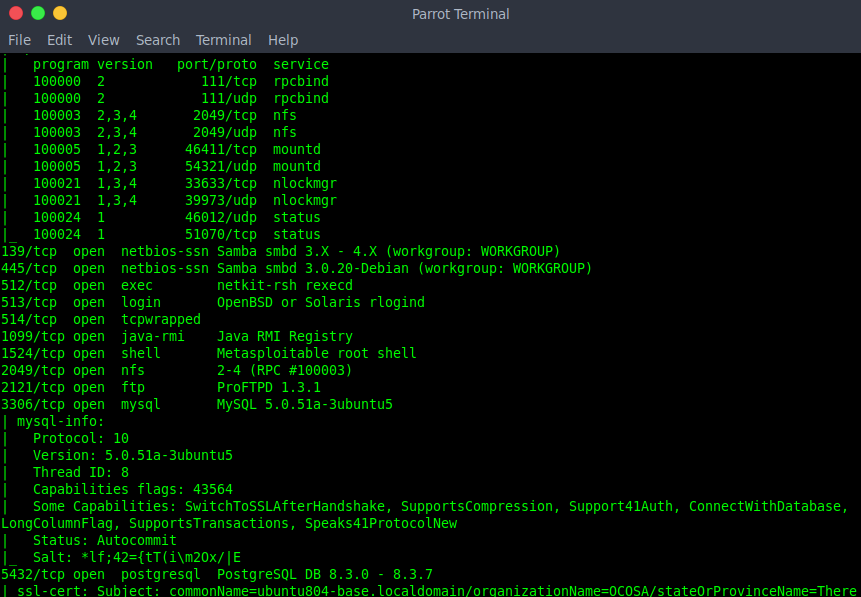 Parrot Terminal
File Edit View Search Terminal Help
|   program version   port/proto  service
|   100000  2            111/tcp  rpcbind
|   100000  2            111/udp  rpcbind
|   100003  2,3,4       2049/tcp  nfs
|   100003  2,3,4       2049/udp  nfs
|   100005  1,2,3      46411/tcp  mountd
|   100005  1,2,3      54321/udp  mountd
|   100021  1,3,4      33633/tcp  nlockmgr
|   100021  1,3,4      39973/udp  nlockmgr
|   100024  1          46012/udp  status
|_  100024  1          51070/tcp  status
139/tcp  open  netbios-ssn Samba smbd 3.X - 4.X (workgroup: WORKGROUP)
445/tcp  open  netbios-ssn Samba smbd 3.0.20-Debian (workgroup: WORKGROUP)
512/tcp  open  exec        netkit-rsh rexecd
513/tcp  open  login       OpenBSD or Solaris rlogind
514/tcp  open  tcpwrapped
1099/tcp open  java-rmi    Java RMI Registry
1524/tcp open  shell       Metasploitable root shell
2049/tcp open  nfs         2-4 (RPC #100003)
2121/tcp open  ftp         ProFTPD 1.3.1
3306/tcp open  mysql       MySQL 5.0.51a-3ubuntu5
| mysql-info:
|   Protocol: 10
|   Version: 5.0.51a-3ubuntu5
|   Thread ID: 8
|   Capabilities flags: 43564
|   Some Capabilities: SwitchToSSLAfterHandshake, SupportsCompression, Support41Auth, ConnectWithDatabase,
LongColumnFlag, SupportsTransactions, Speaks41ProtocolNew
|   Status: Autocommit
|_  Salt: *lf;42={tT(i\m2Ox/|E
5432/tcp open  postgresql  PostgreSQL DB 8.3.0 - 8.3.7
| ssl-cert: Subject: commonName=ubuntu804-base.localdomain/organizationName=OCOSA/stateOrProvinceName=There